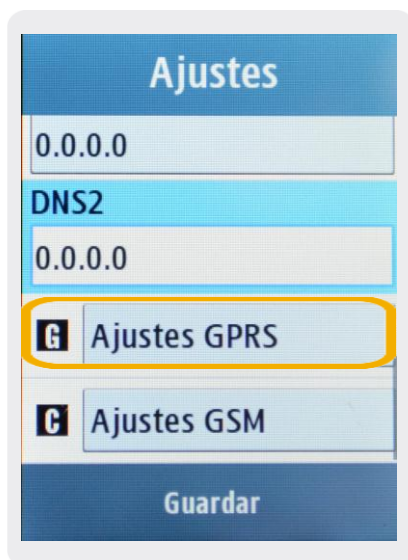 Ajustes
0.0.0.0
DNS2
0.0.0.0
G Ajustes GPRS
C Ajustes GSM
Guardar